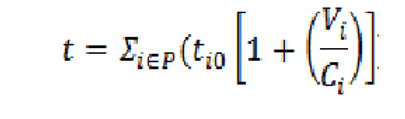 t = Σ_{i∈P}(t_{i0} [1 + (V_i/C_i)]